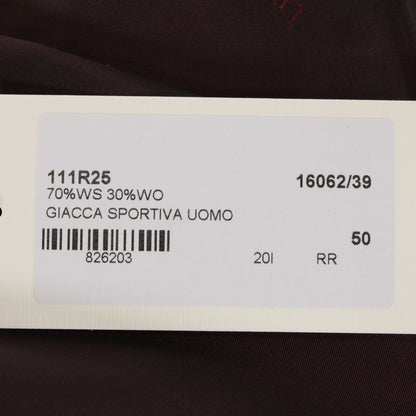 111R25 16062/39
70%WS 30%WO
GIACCA SPORTIVA UOMO
50
826203 20I RR